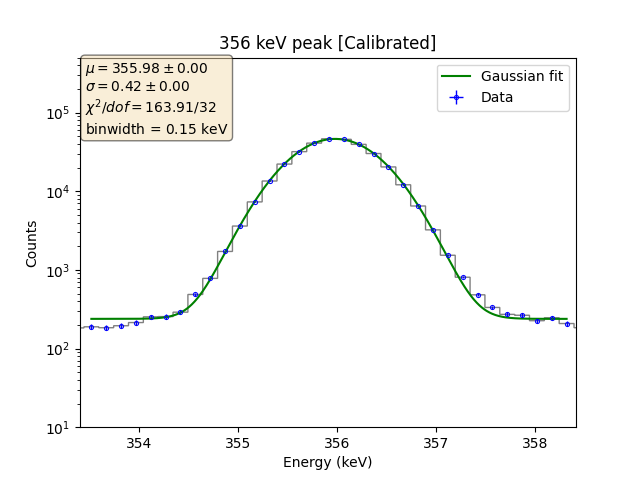 356 keV peak [Calibrated]
μ = 355.98 ± 0.00
σ = 0.42 ± 0.00
χ²/dof = 163.91/32
binwidth = 0.15 keV
Gaussian fit
Data
10⁵
10⁴
10³
10²
10¹
Counts
354 355 356 357 358
Energy (keV)